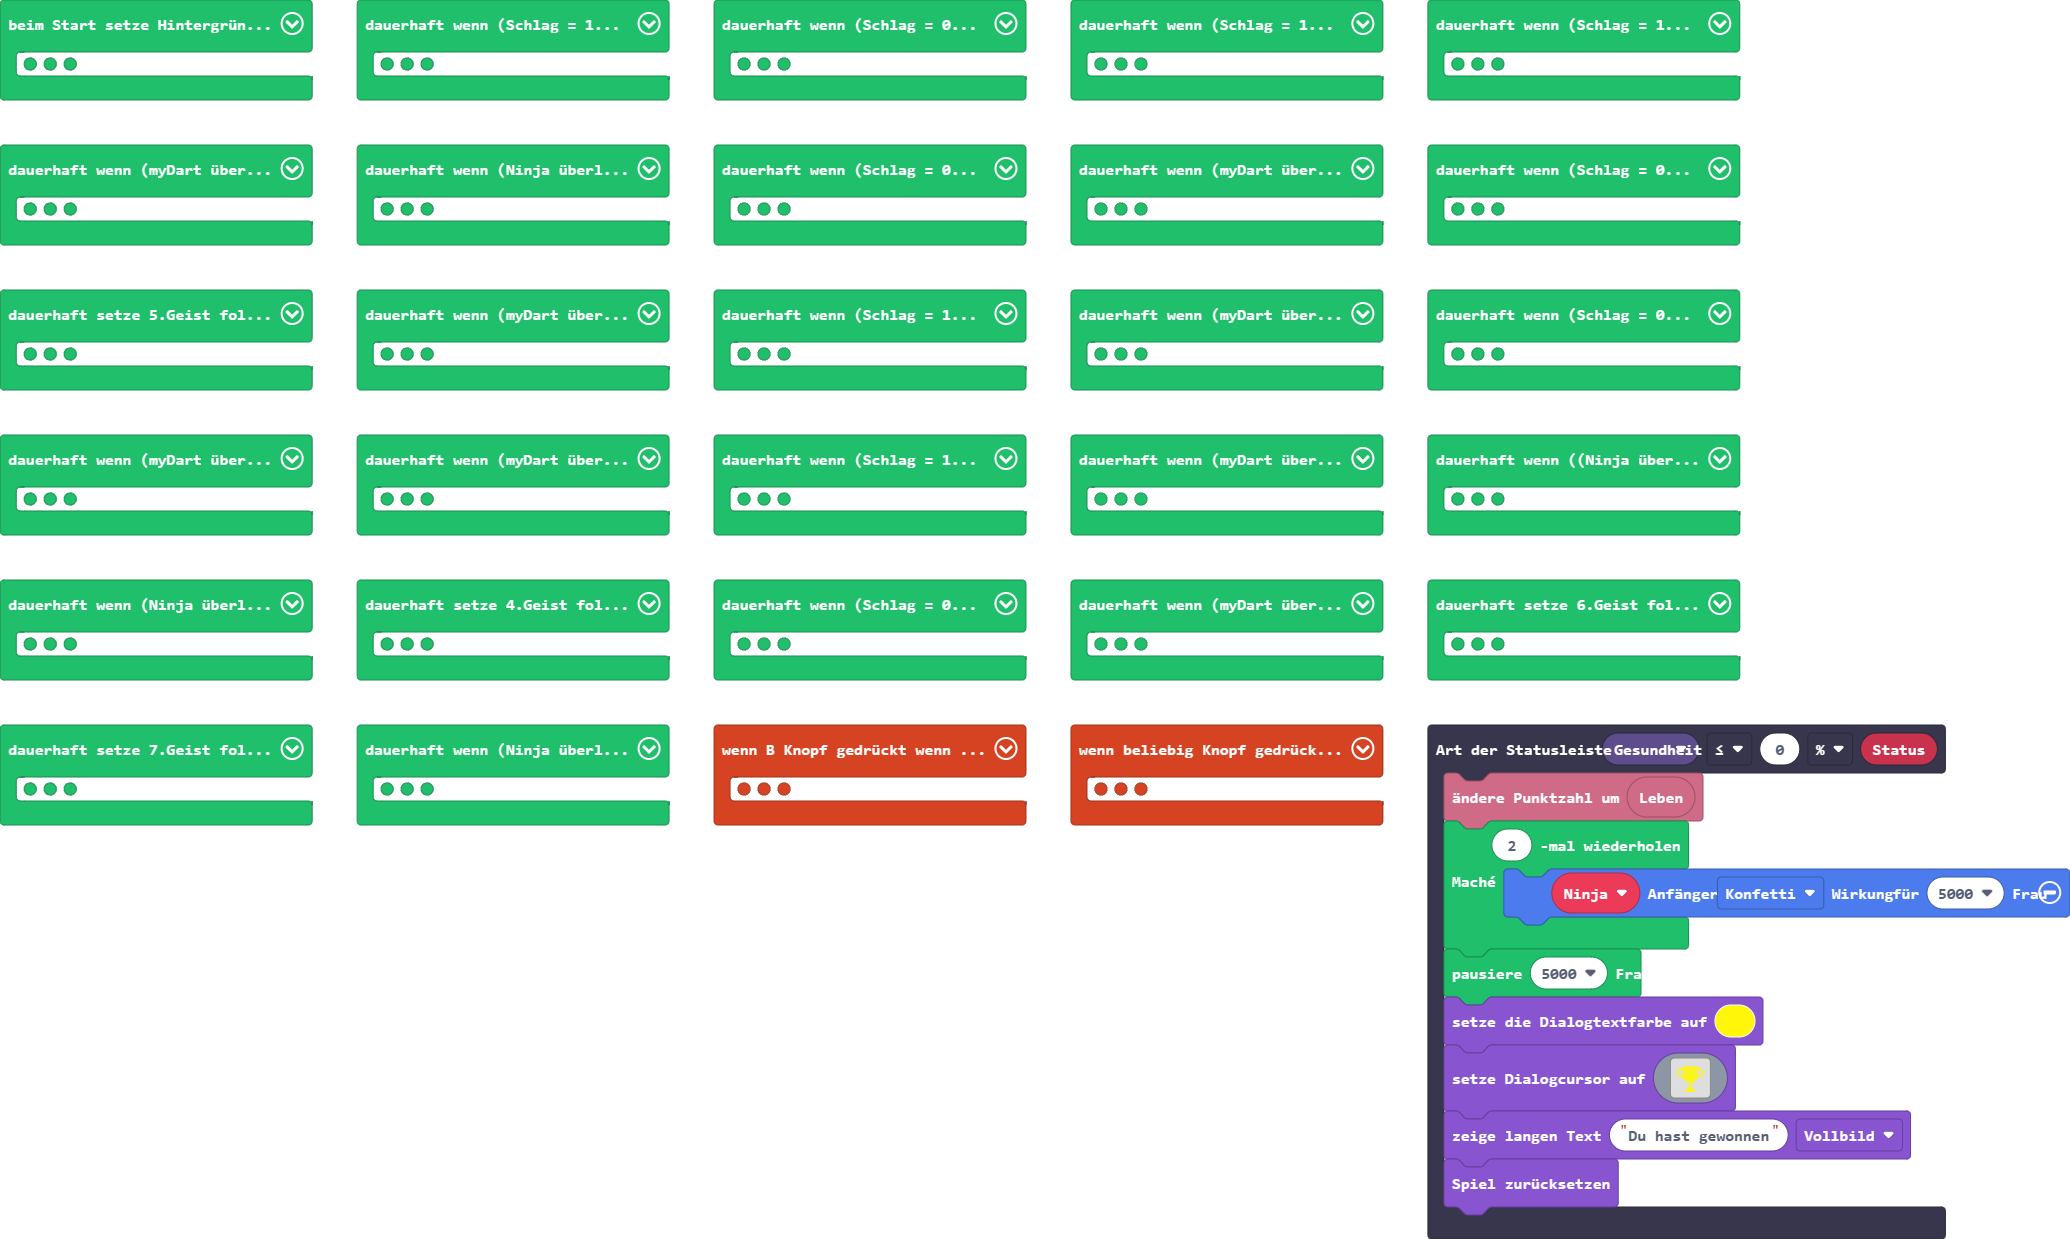 beim Start setze Hintergrün...
dauerhaft wenn (Schlag = 1...
dauerhaft wenn (Schlag = 0...
dauerhaft wenn (Schlag = 1...
dauerhaft wenn (Schlag = 1...
dauerhaft wenn (myDart über...
dauerhaft wenn (Ninja überl...
dauerhaft wenn (Schlag = 0...
dauerhaft wenn (myDart über...
dauerhaft wenn (Schlag = 0...
dauerhaft setze 5.Geist fol...
dauerhaft wenn (myDart über...
dauerhaft wenn (Schlag = 1...
dauerhaft wenn (myDart über...
dauerhaft wenn (Schlag = 0...
dauerhaft wenn (myDart über...
dauerhaft wenn (myDart über...
dauerhaft wenn (Schlag = 1...
dauerhaft wenn (myDart über...
dauerhaft wenn ((Ninja über...
dauerhaft wenn (Ninja überl...
dauerhaft setze 4.Geist fol...
dauerhaft wenn (Schlag = 0...
dauerhaft wenn (myDart über...
dauerhaft setze 6.Geist fol...
dauerhaft setze 7.Geist fol...
dauerhaft wenn (Ninja überl...
wenn B Knopf gedrückt wenn ...
wenn beliebig Knopf gedrück...
Art der Statusleiste Gesundheit ≤ 0 % Status
ändere Punktzahl um Leben
2 -mal wiederholen
Maché
Ninja Anfänger Konfetti Wirkungfür 5000 Frau
pausiere 5000 Fra
setze die Dialogtextfarbe auf
setze Dialogcursor auf
zeige langen Text "Du hast gewonnen" Vollbild
Spiel zurücksetzen